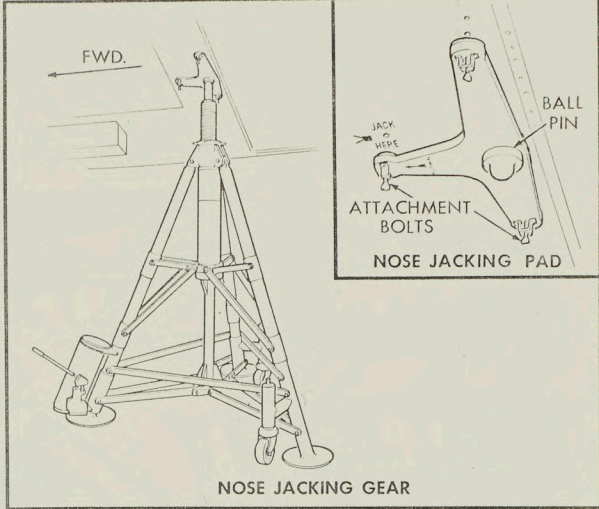 FWD.
JACK
HERE
BALL
PIN
ATTACHMENT
BOLTS
NOSE JACKING PAD
NOSE JACKING GEAR